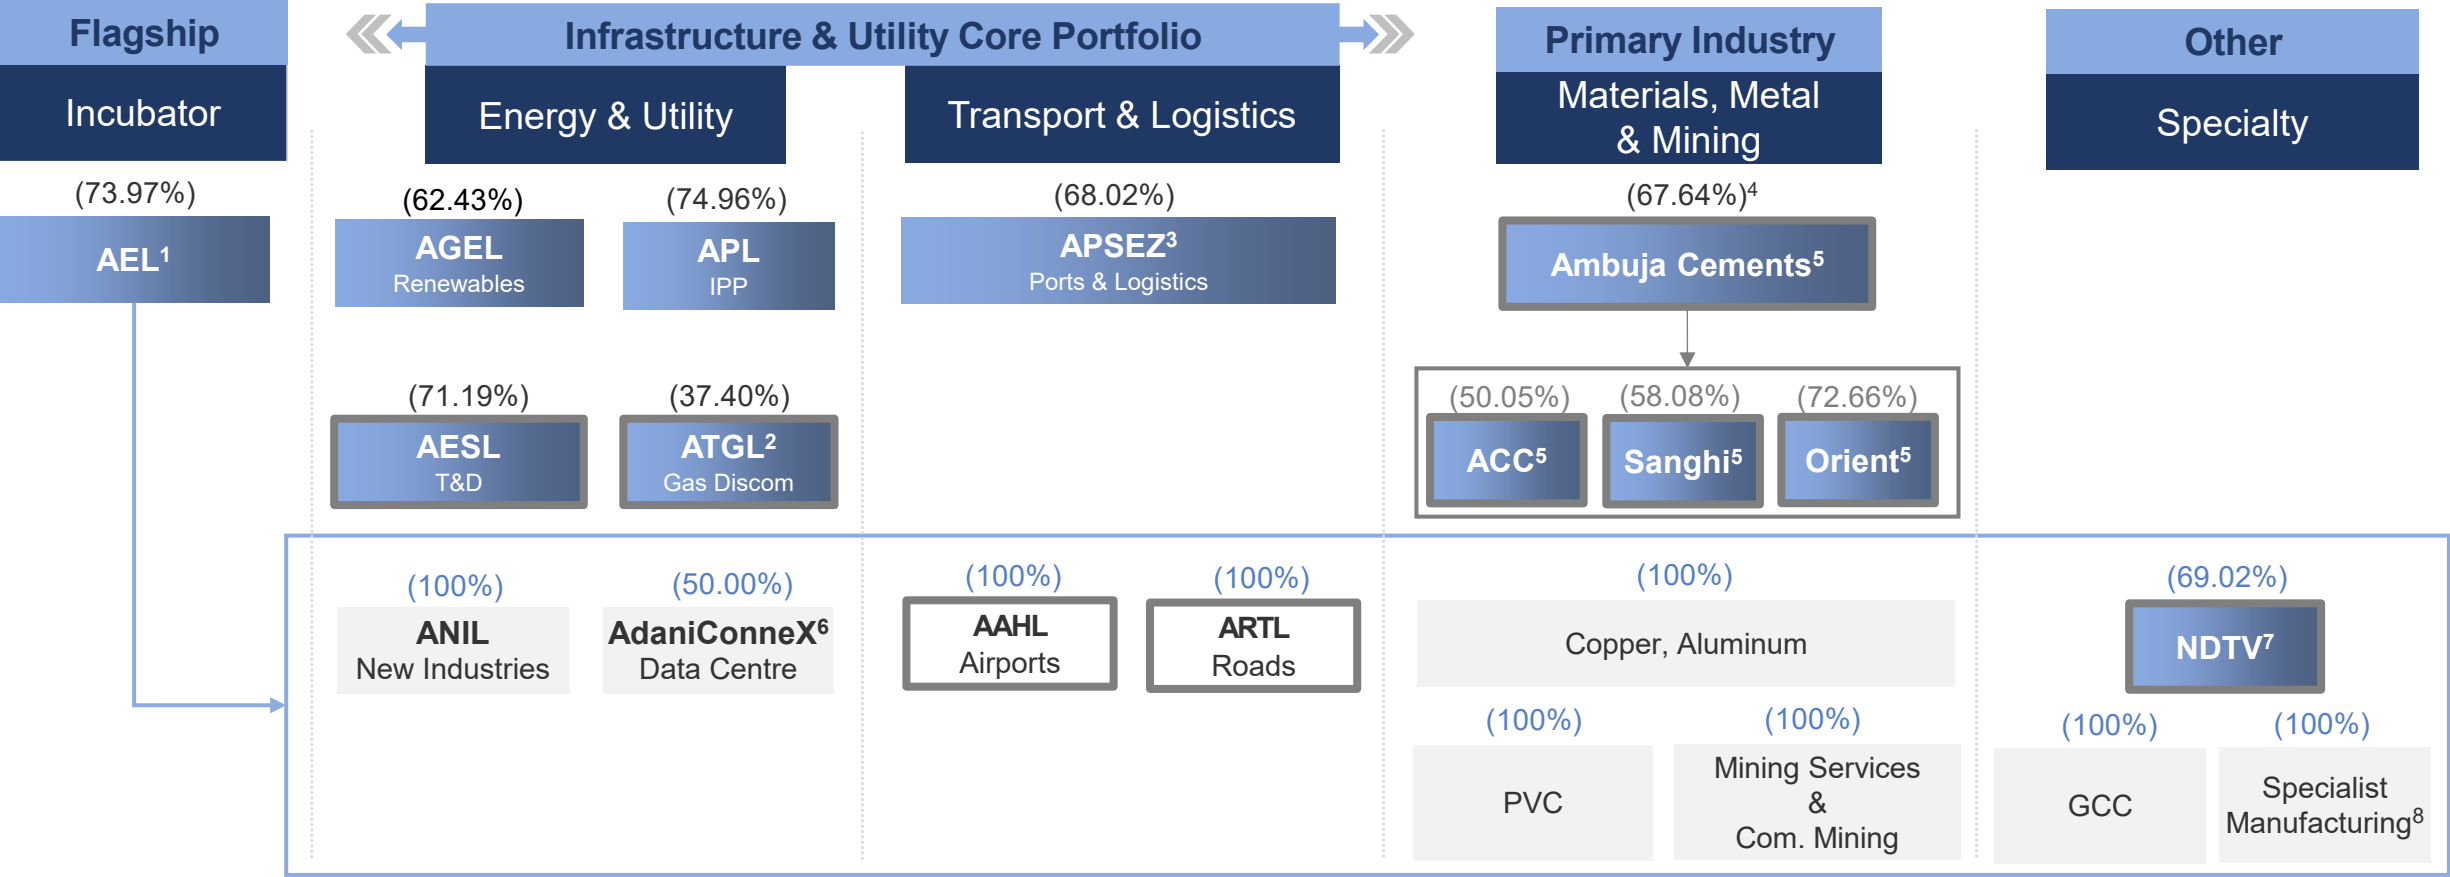 Flagship
Incubator
(73.97%)
AEL¹
Infrastructure & Utility Core Portfolio
Energy & Utility
(62.43%)
AGEL
Renewables
(74.96%)
APL
IPP
(71.19%)
AESL
T&D
(37.40%)
ATGL²
Gas Discom
Transport & Logistics
(68.02%)
APSEZ³
Ports & Logistics
Primary Industry
Materials, Metal
& Mining
(67.64%)⁴
Ambuja Cements⁵
(50.05%)
ACC⁵
(58.08%)
Sanghi⁵
(72.66%)
Orient⁵
Other
Specialty
(100%)
ANIL
New Industries
(50.00%)
AdaniConneX⁶
Data Centre
(100%)
AAHL
Airports
(100%)
ARTL
Roads
(100%)
Copper, Aluminum
(100%)
PVC
(100%)
Mining Services
&
Com. Mining
(69.02%)
NDTV⁷
(100%)
GCC
(100%)
Specialist
Manufacturing⁸